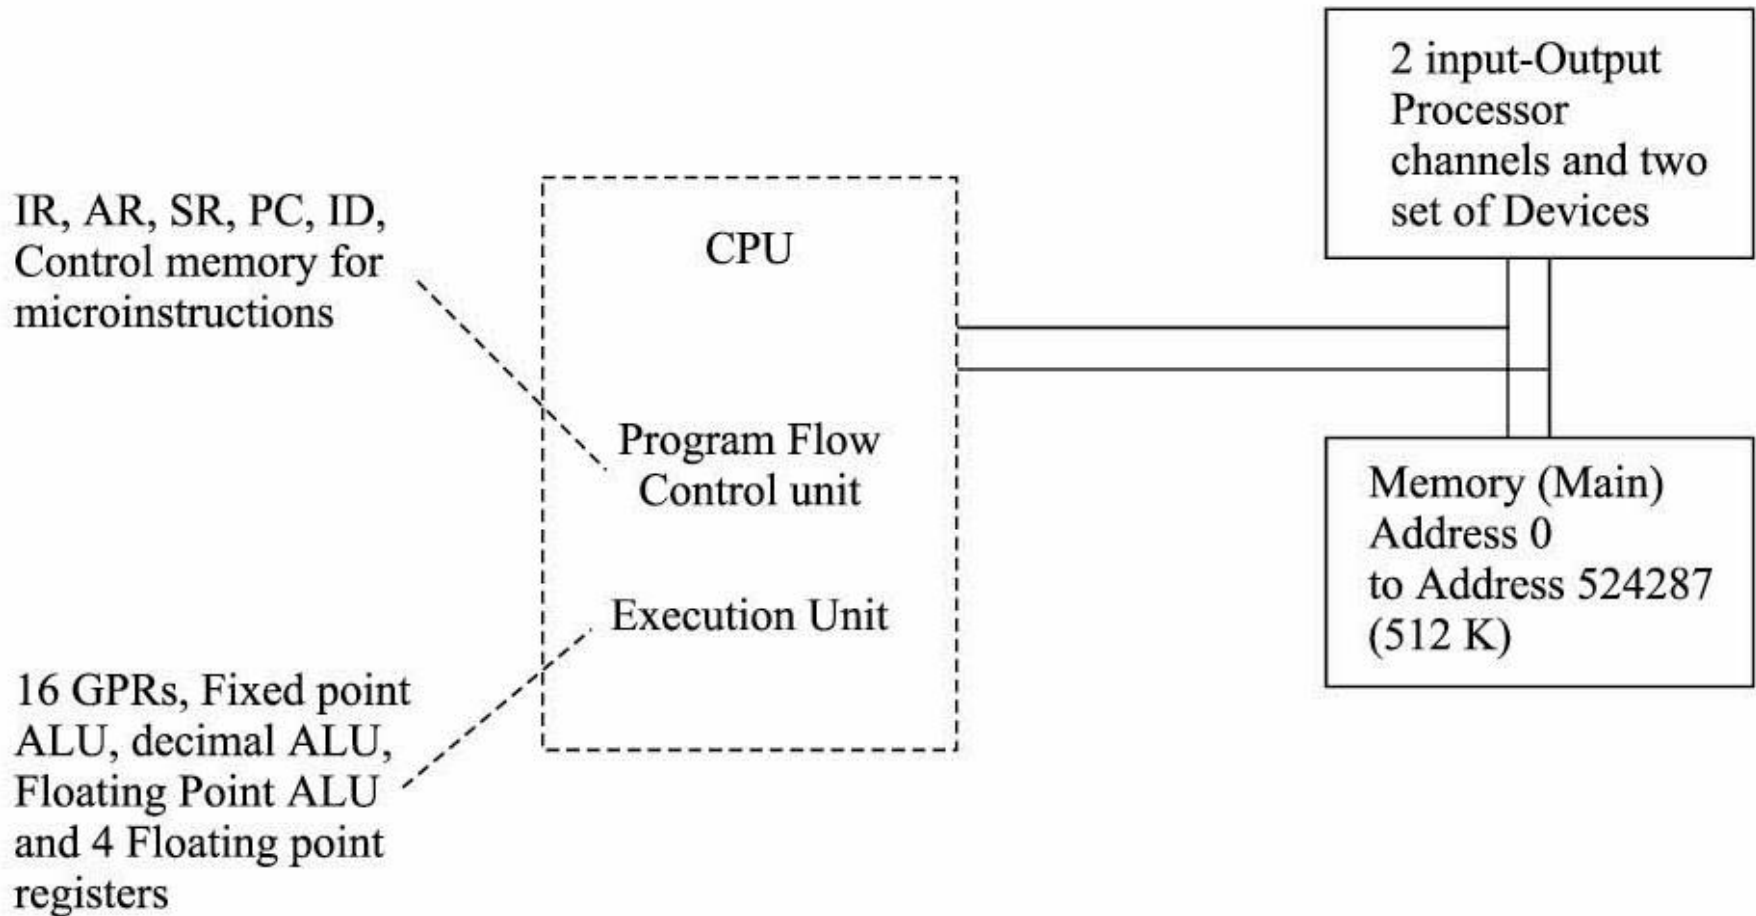 2 input-Output
Processor
channels and two
set of Devices
IR, AR, SR, PC, ID,
Control memory for
microinstructions
CPU
Program Flow
Control unit
Execution Unit
Memory (Main)
Address 0
to Address 524287
(512 K)
16 GPRs, Fixed point
ALU, decimal ALU,
Floating Point ALU
and 4 Floating point
registers